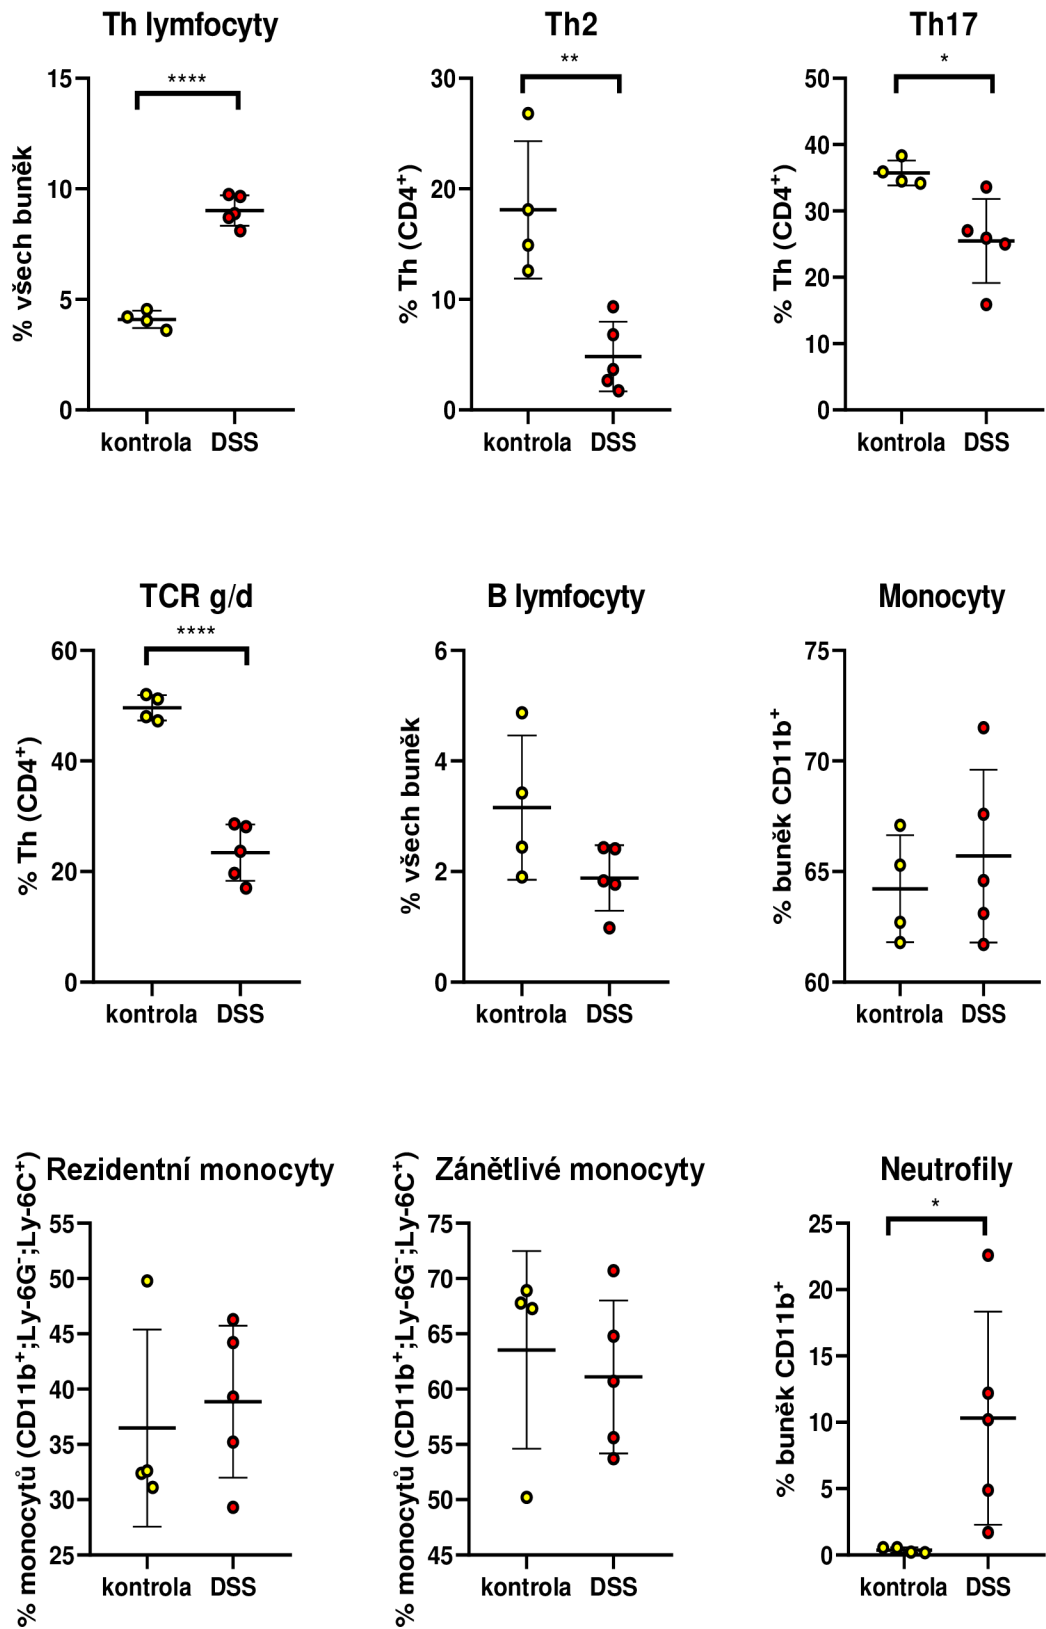 Th lymfocyty
****
15
10
5
0
% všech buněk
kontrola DSS
Th2
**
30
20
10
0
% Th (CD4⁺)
kontrola DSS
Th17
*
50
40
30
20
10
0
% Th (CD4⁺)
kontrola DSS
TCR g/d
****
60
40
20
0
% Th (CD4⁺)
kontrola DSS
B lymfocyty
6
4
2
0
% všech buněk
kontrola DSS
Monocyty
75
70
65
60
% buněk CD11b⁺
kontrola DSS
Rezidentní monocyty
55
50
45
40
35
30
25
% monocytů (CD11b⁺;Ly-6G⁻;Ly-6C⁺)
kontrola DSS
Zánětlivé monocyty
75
70
65
60
55
50
45
% monocytů (CD11b⁺;Ly-6G⁻;Ly-6C⁺)
kontrola DSS
Neutrofily
*
25
20
15
10
5
0
% buněk CD11b⁺
kontrola DSS